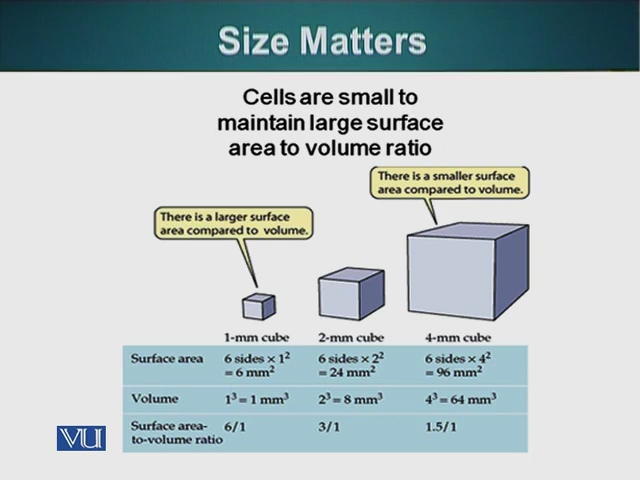 Size Matters
Cells are small to
maintain large surface
area to volume ratio
There is a smaller surface
area compared to volume.
There is a larger surface
area compared to volume.
1-mm cube 2-mm cube 4-mm cube
Surface area 6 sides × 1² 6 sides × 2² 6 sides × 4²
= 6 mm² = 24 mm² = 96 mm²
Volume 1³ = 1 mm³ 2³ = 8 mm³ 4³ = 64 mm³
Surface area- 6/1 3/1 1.5/1
to-volume ratio
VU